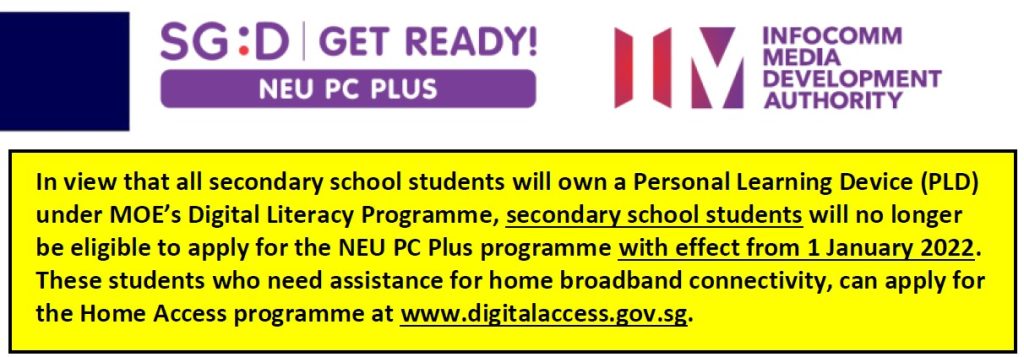 SG:D | GET READY!
NEU PC PLUS
INFOCOMM
MEDIA
DEVELOPMENT
AUTHORITY
In view that all secondary school students will own a Personal Learning Device (PLD)
under MOE’s Digital Literacy Programme, secondary school students will no longer
be eligible to apply for the NEU PC Plus programme with effect from 1 January 2022.
These students who need assistance for home broadband connectivity, can apply for
the Home Access programme at www.digitalaccess.gov.sg.